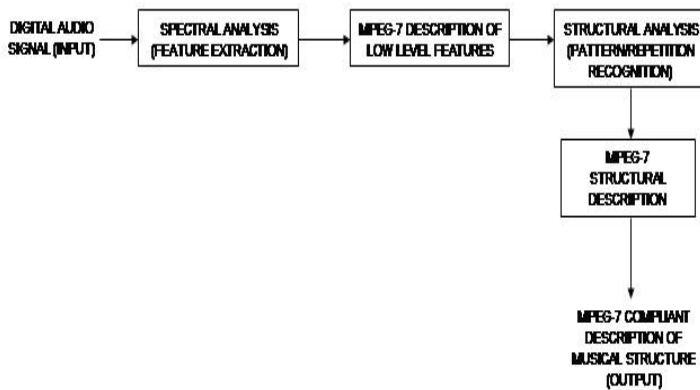 DIGITAL AUDIO
SIGNAL (INPUT)
SPECTRAL ANALYSIS
(FEATURE EXTRACTION)
MPEG-7 DESCRIPTION OF
LOW LEVEL FEATURES
STRUCTURAL ANALYSIS
(PATTERN/REPETITION
RECOGNITION)
MPEG-7
STRUCTURAL
DESCRIPTION
MPEG-7 COMPLIANT
DESCRIPTION OF
MUSICAL STRUCTURE
(OUTPUT)